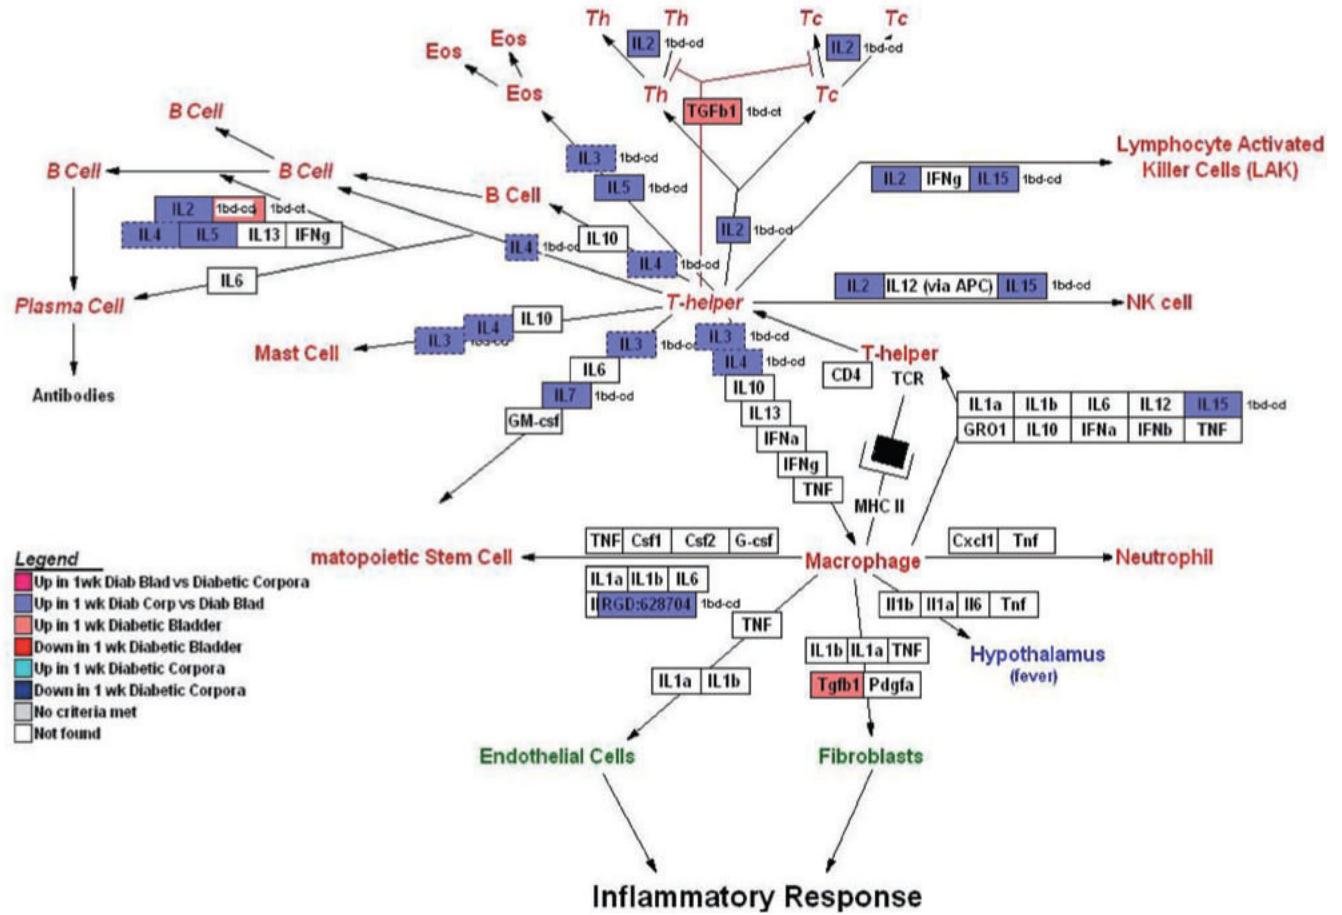 Th Th Tc Tc
IL2 1bd-cd IL2 1bd-cd
Eos Eos
Eos
Th TGFb1 1bd-ct Tc
B Cell
IL3 1bd-cd
IL5 1bd-cd
Lymphocyte Activated
Killer Cells (LAK)
IL2 IFNg IL15 1bd-cd
B Cell B Cell B Cell
IL2 1bd-cd 1bd-ct
IL4 IL5 IL13 IFNg
IL4 1bd-cd IL10
IL4 1bd-cd
IL2 1bd-cd
IL6
IL2 IL12 (via APC) IL15 1bd-cd
Plasma Cell T-helper NK cell
IL3 IL4 IL10
Mast Cell
Antibodies
IL3
IL6
IL7 1bd-cd
GM-csf
IL3 1bd-cd
IL4 1bd-cd
IL10
IL13
IFNa
IFNg
TNF
T-helper
CD4 TCR
MHC II
IL1a IL1b IL6 IL12 IL15 1bd-cd
GRO1 IL10 IFNa IFNb TNF
TNF Csf1 Csf2 G-csf
matopoietic Stem Cell Macrophage Neutrophil
Cxcl1 Tnf
IL1a IL1b IL6
RGD:628704 1bd-cd
TNF
IL1a IL1b
Il1b Il1a Il6 Tnf
Hypothalamus
(fever)
IL1b IL1a TNF
Tgfb1 Pdgfa
Endothelial Cells Fibroblasts
Inflammatory Response
Legend
Up in 1wk Diab Blad vs Diabetic Corpora
Up in 1 wk Diab Corp vs Diab Blad
Up in 1 wk Diabetic Bladder
Down in 1 wk Diabetic Bladder
Up in 1 wk Diabetic Corpora
Down in 1 wk Diabetic Corpora
No criteria met
Not found